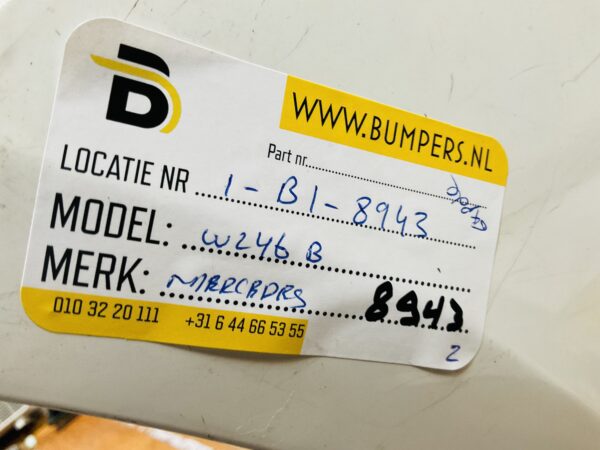 B
WWW.BUMPERS.NL
Part nr.
LOCATIE NR 1-B1-8943
MODEL: W246 B
MERK: MERCEDES 8943
010 32 20 111 +31 6 44 66 53 55
2